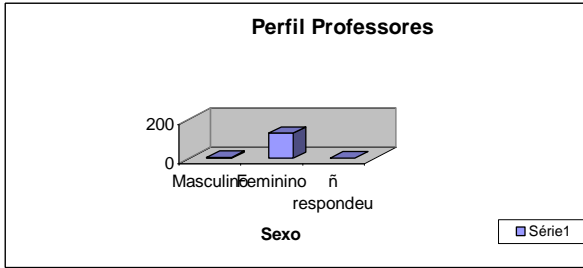 Perfil Professores
200
0
Masculino Feminino ñ
respondeu
Sexo
Série1